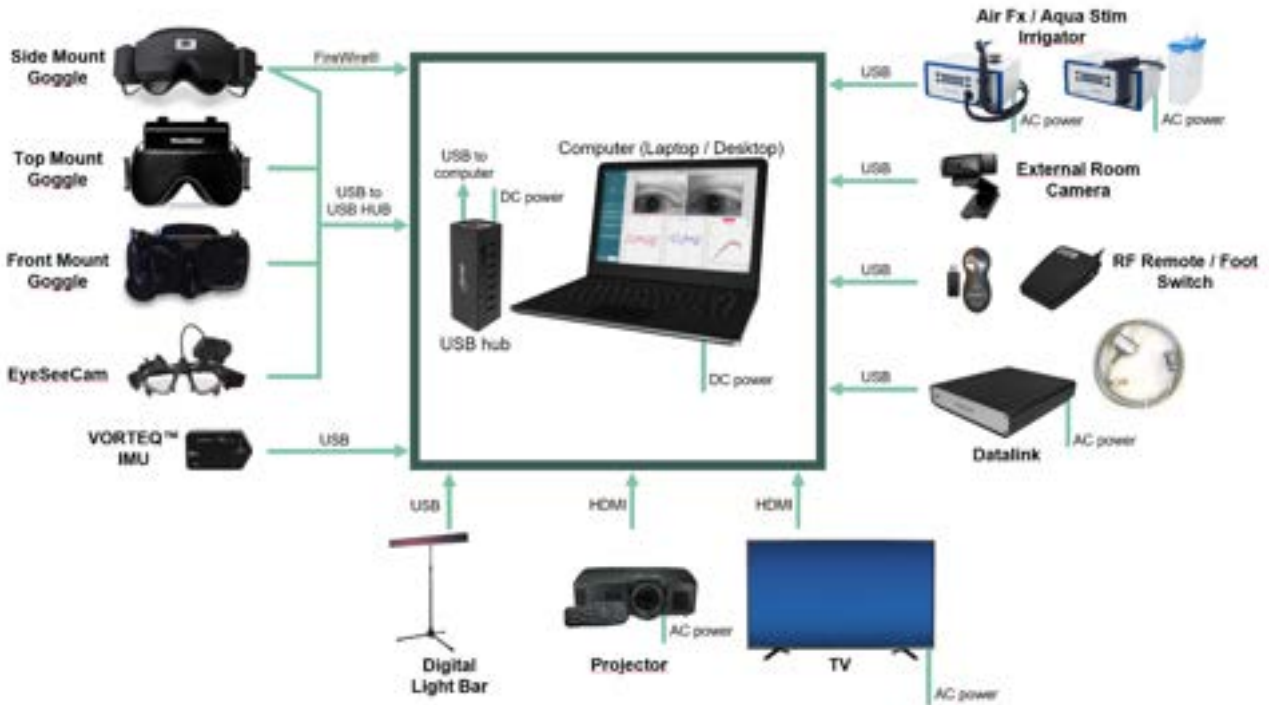 Side Mount
Goggle
FireWire®
Top Mount
Goggle
USB to
USB HUB
Front Mount
Goggle
EyeSeeCam
VORTEQ™
IMU
USB
USB to
computer
DC power
USB hub
Computer (Laptop / Desktop)
DC power
Air Fx / Aqua Stim
Irrigator
USB
AC power
AC power
USB
External Room
Camera
USB
RF Remote / Foot
Switch
USB
Datalink
AC power
USB
Digital
Light Bar
HDMI
Projector
AC power
HDMI
TV
AC power